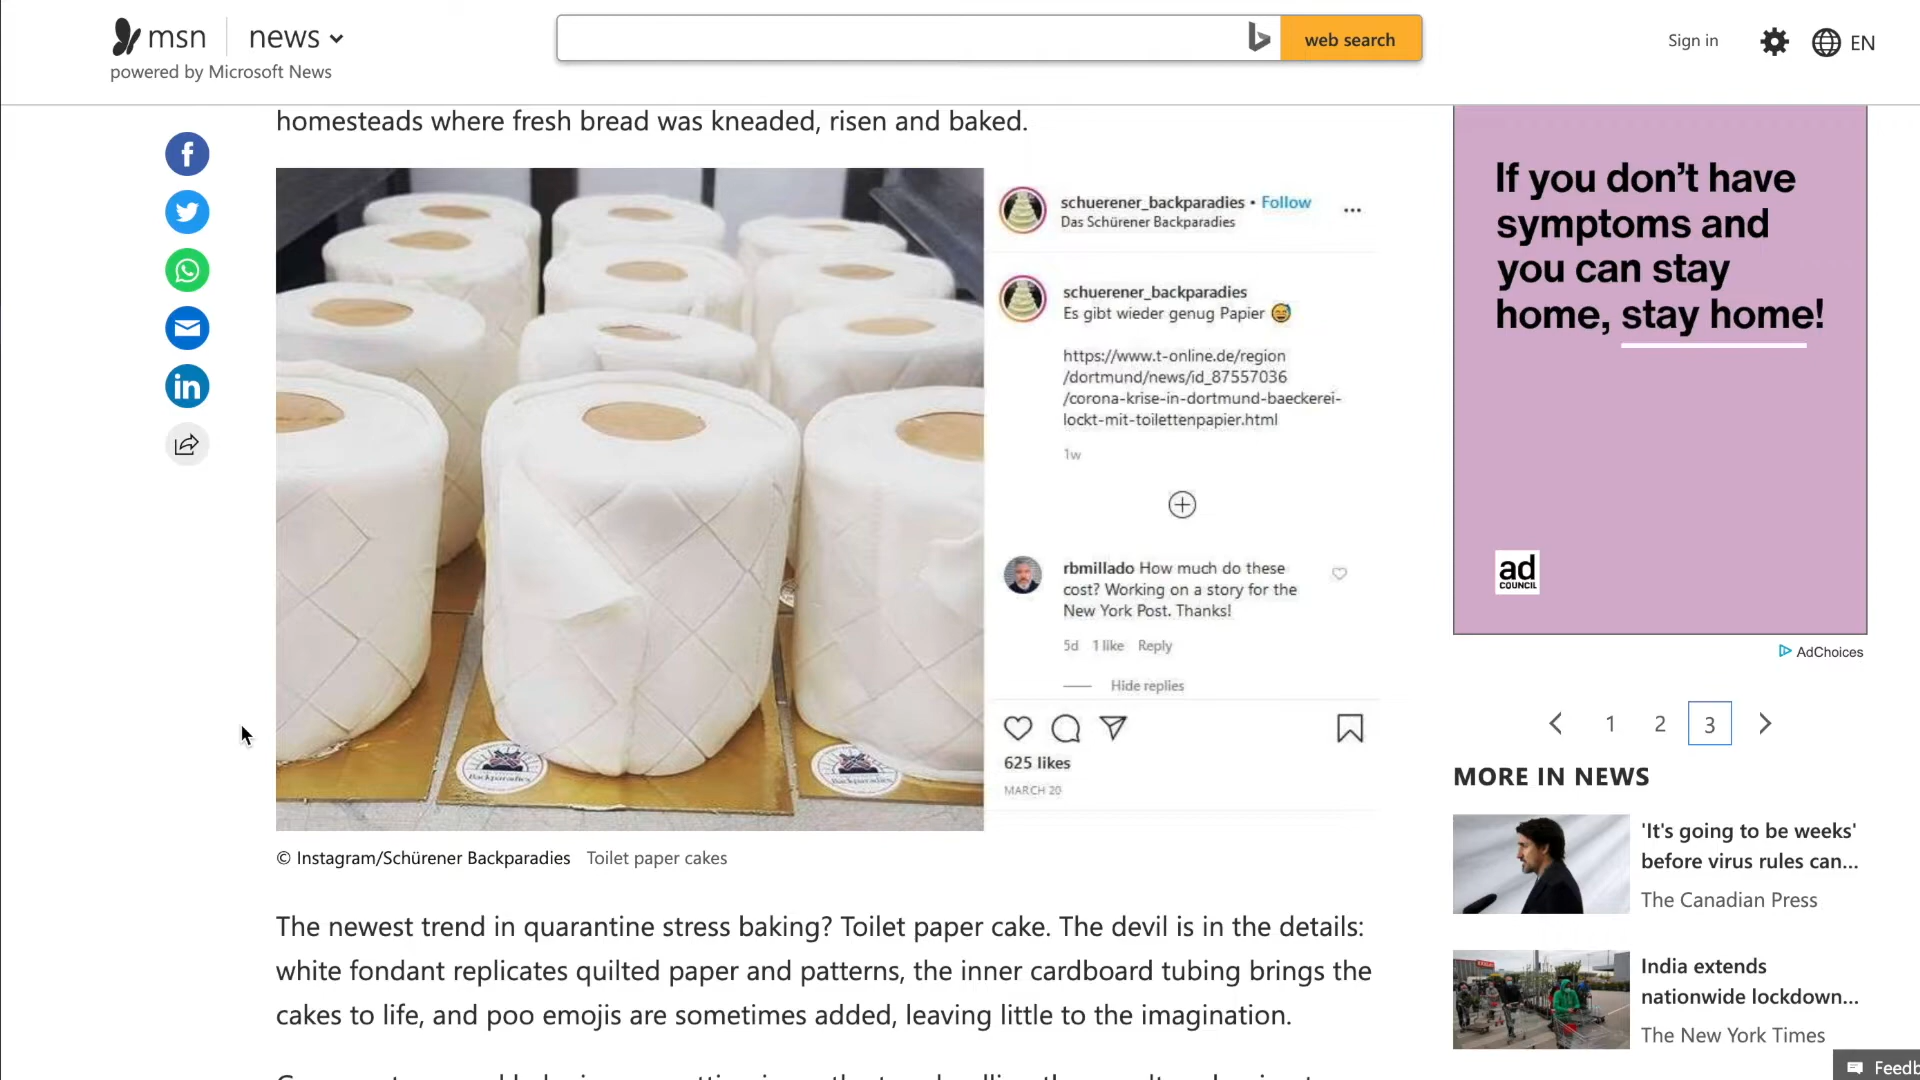 msn news
powered by Microsoft News
web search
Sign in
EN
homesteads where fresh bread was kneaded, risen and baked.
schuerener_backparadies • Follow
Das Schürener Backparadies
schuerener_backparadies
Es gibt wieder genug Papier 😅
https://www.t-online.de/region
/dortmund/news/id_87557036
/corona-krise-in-dortmund-baeckerei-
lockt-mit-toilettenpapier.html
1w
rbmillado How much do these
cost? Working on a story for the
New York Post. Thanks!
5d 1 like Reply
Hide replies
625 likes
MARCH 20
Backparadies
Backparadies
© Instagram/Schürener Backparadies Toilet paper cakes
The newest trend in quarantine stress baking? Toilet paper cake. The devil is in the details:
white fondant replicates quilted paper and patterns, the inner cardboard tubing brings the
cakes to life, and poo emojis are sometimes added, leaving little to the imagination.
If you don't have
symptoms and
you can stay
home, stay home!
ad
COUNCIL
AdChoices
1 2 3
MORE IN NEWS
'It's going to be weeks'
before virus rules can...
The Canadian Press
India extends
nationwide lockdown...
The New York Times
Feedb